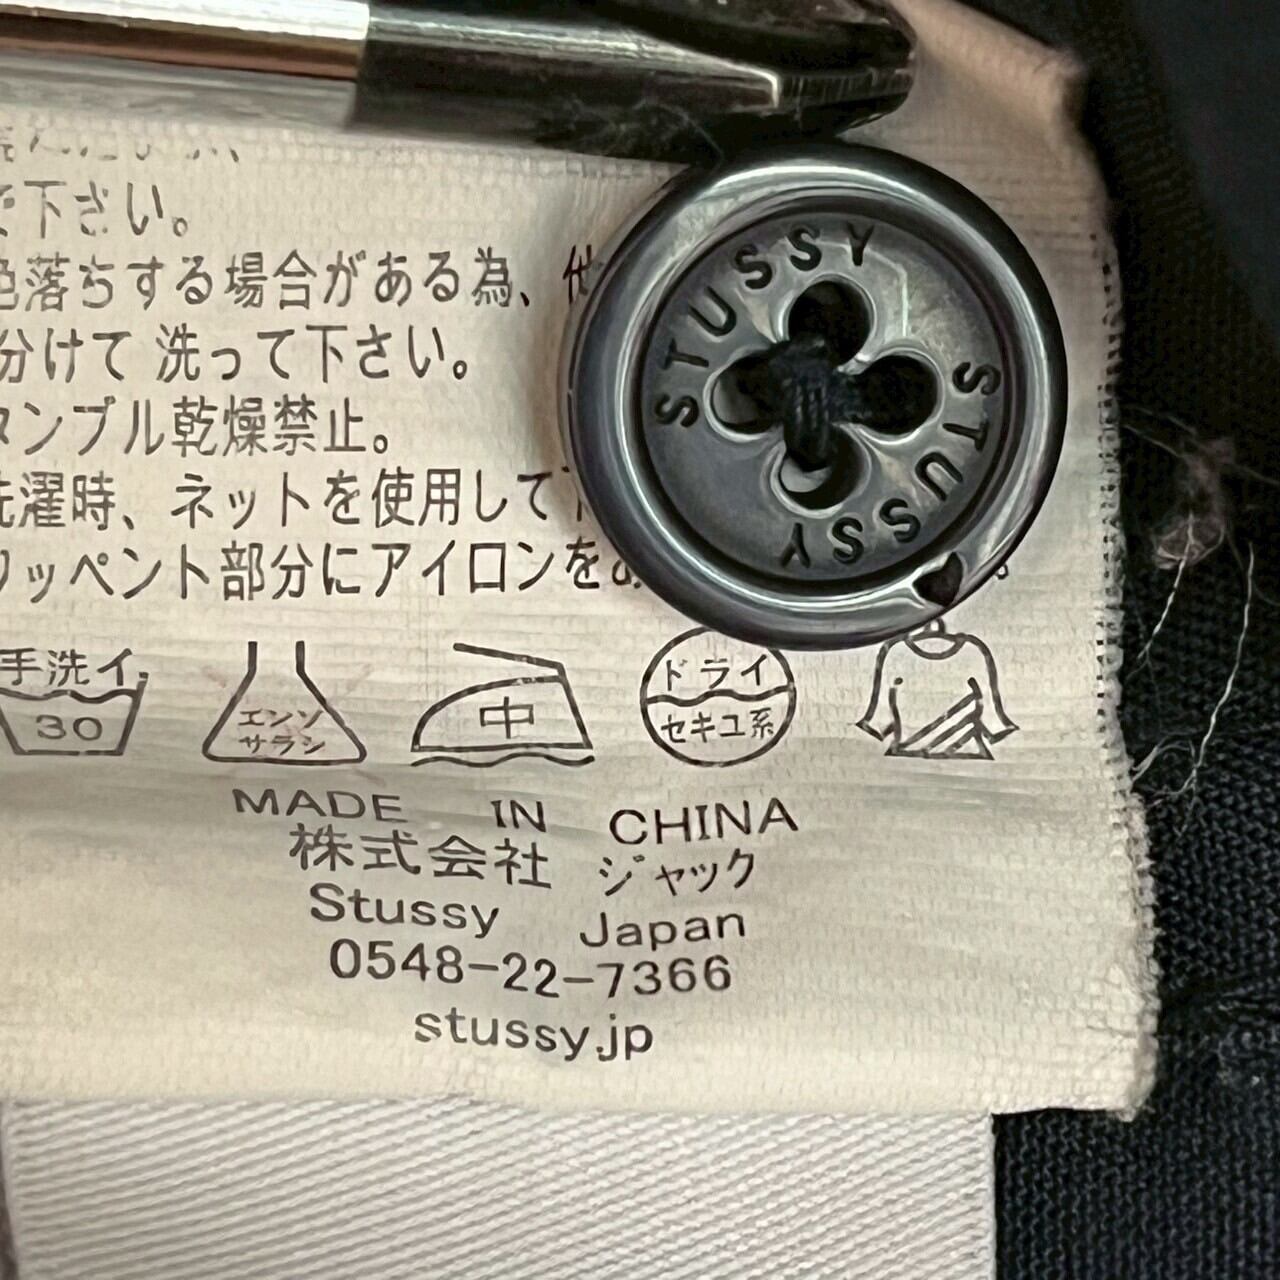 下さい。
色落ちする場合がある為、他
分けて 洗って下さい。
タンブル乾燥禁止。
洗濯時、ネットを使用して下
リッペント部分にアイロンをあ
STUSSY
STUSSY
手洗イ
30
エンソ
サラシ
中
ドライ
セキユ系
MADE IN CHINA
株式会社 ジャック
Stussy Japan
0548-22-7366
stussy.jp